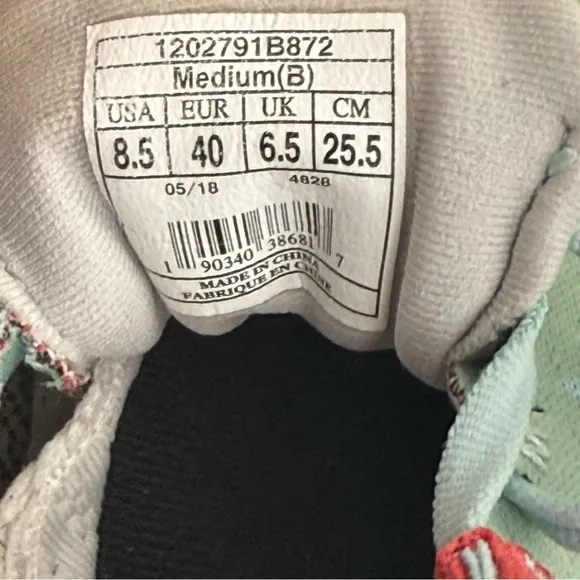 1202791B872
Medium(B)
USA EUR UK CM
8.5 40 6.5 25.5
05/18 482B
1 90340 38681 7
MADE IN CHINA
FABRIQUE EN CHINE